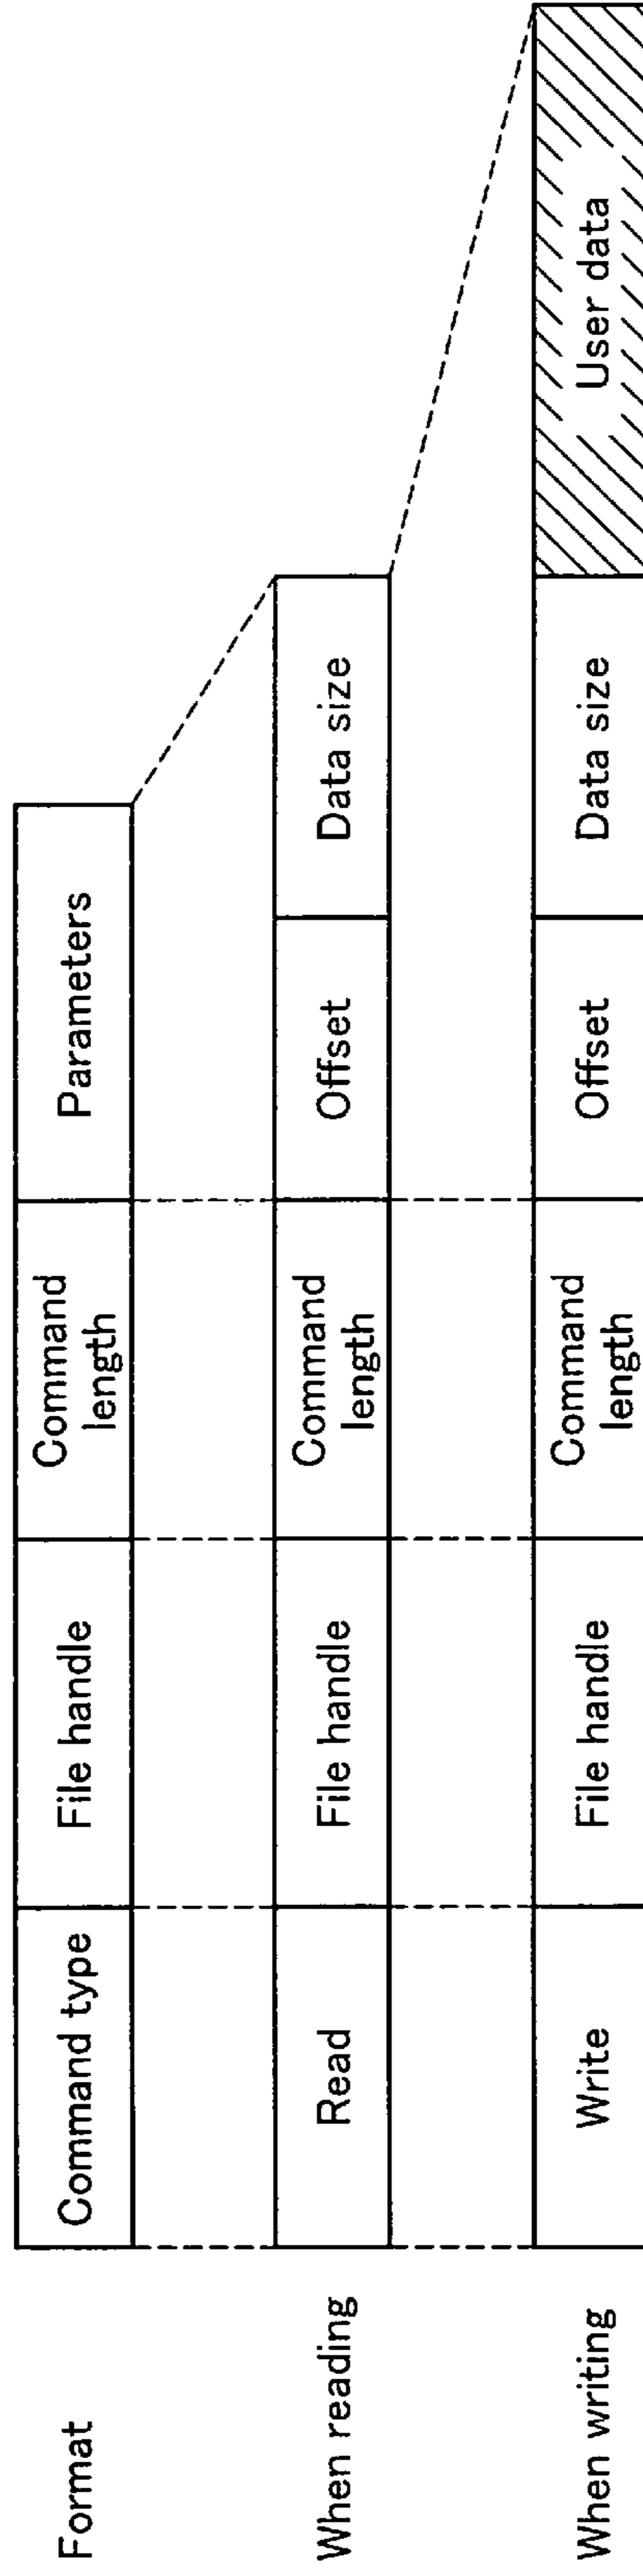 Format
Command type
File handle
Command
length
Parameters
When reading
Read
File handle
Command
length
Offset
Data size
When writing
Write
File handle
Command
length
Offset
Data size
User data